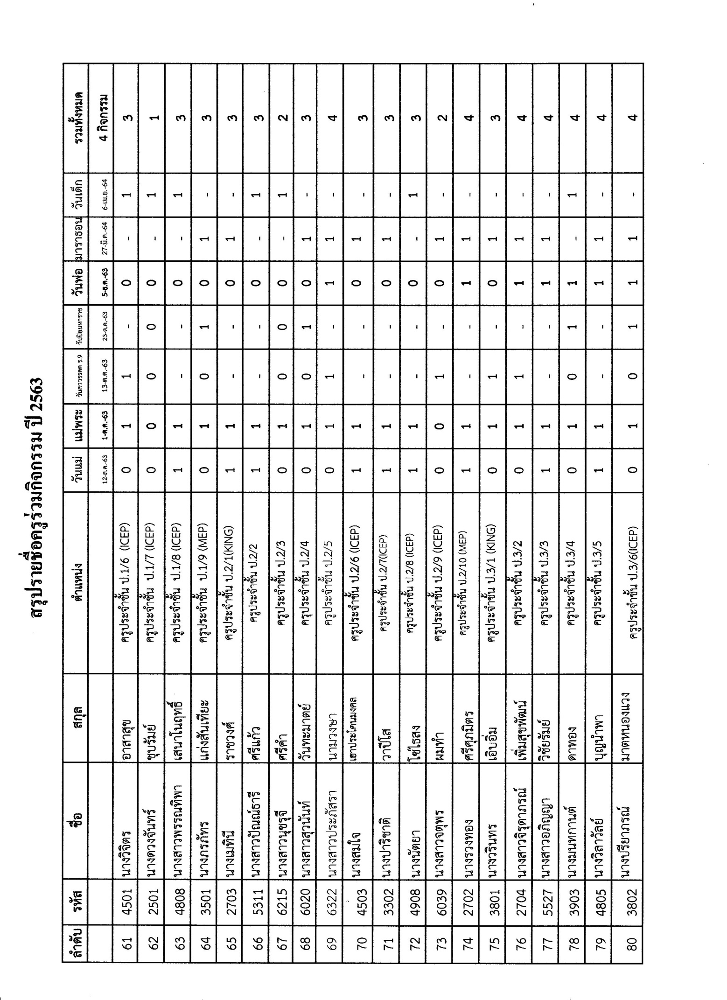 สรุปรายชื่อครูร่วมกิจกรรม ปี 2563
ลำดับ รหัส ชื่อ สกุล ตำแหน่ง วันแม่ แม่พระ วันสวรรคต ร.9 วันปิยมหาราช วันพ่อ มาราธอน วันเด็ก รวมทั้งหมด
12-ส.ค.-63 1-ต.ค.-63 13-ต.ค.-63 23-ต.ค.-63 5-ธ.ค.-63 27-มี.ค.-64 6-เม.ย.-64 4 กิจกรรม
61 4501 นางวิจิตร อาสาสุข ครูประจำชั้น ป.1/6 (ICEP) 0 1 1 - 0 - 1 3
62 2501 นางดวงจันทร์ ชุบรัมย์ ครูประจำชั้น ป.1/7 (ICEP) 0 0 0 0 0 - 1 1
63 4808 นางสาวพรรณทิพา เสนาโนฤทธิ์ ครูประจำชั้น ป.1/8 (ICEP) 1 1 - - 0 - 1 3
64 3501 นางภรภัทร แก่งสันเทียะ ครูประจำชั้น ป.1/9 (MEP) 0 1 0 1 0 1 - 3
65 2703 นางเมทินี ราชวงศ์ ครูประจำชั้น ป.2/1(KING) 1 1 - - 0 1 - 3
66 5311 นางสาวปัณณ์ธารี ศรีแก้ว ครูประจำชั้น ป.2/2 1 1 - - 0 - 1 3
67 6215 นางสาวนุชรุจี ศรีคำ ครูประจำชั้น ป.2/3 0 1 0 0 0 - 1 2
68 6020 นางสาวสุวนันท์ วันทะมาตย์ ครุประจำชั้น ป.2/4 0 1 0 1 0 1 - 3
69 6322 นางสาวประภัสรา นามวงษา ครูประจำชั้น ป.2/5 0 1 1 - 1 1 - 4
70 4503 นางสมใจ เฮาประโคนมงคล ครูประจำชั้น ป.2/6 (ICEP) 1 1 - - 0 1 - 3
71 3302 นางปาริชาติ วาปีโส ครูประจำชั้น ป.2/7(ICEP) 1 1 - - 0 1 - 3
72 4908 นางนัตยา โชไธสง ครูประจำชั้น ป.2/8 (ICEP) 1 1 - - 0 - 1 3
73 6039 นางสาวจตุพร ผมทำ ครูประจำชั้น ป.2/9 (ICEP) 0 0 1 - 0 1 - 2
74 2702 นางรวงทอง ศรีศุภมิตร ครูประจำชั้น ป.2/10 (MEP) 1 1 - - 1 1 - 4
75 3801 นางวรินทร เอิบอิ่ม ครูประจำชั้น ป.3/1 (KING) 0 1 1 - 0 1 - 3
76 2704 นางสาวจิรุดาภรณ์ เพิ่มสุขพัฒน์ ครูประจำชั้น ป.3/2 0 1 1 - 1 1 - 4
77 5527 นางสาวอภิญญา วิชัยรัมย์ ครูประจำชั้น ป.3/3 1 1 - - 1 1 - 4
78 3903 นางมนทกานต์ ดาทอง ครูประจำชั้น ป.3/4 0 1 0 1 1 - 1 4
79 4805 นางวิลาวัลย์ บุญนำพา ครูประจำชั้น ป.3/5 1 1 - - 1 1 - 4
80 3802 นางปรียาภรณ์ มาตหนองแวง ครูประจำชั้น ป.3/6(ICEP) 0 1 0 1 1 1 - 4